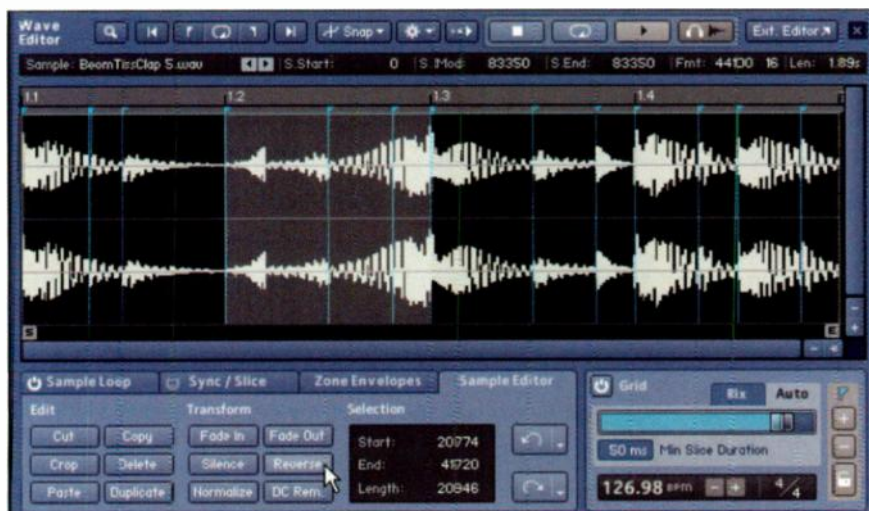 Wave
Editor
Snap
Ext. Editor
Sample: BeomTissClap 5.wav S.Start: 0 S.Mod: 83350 S.End: 83350 Fmt: 44100 16 Len: 1.89s
1.1 1.2 1.3 1.4
S E
Sample Loop Sync / Slice Zone Envelopes Sample Editor
Grid
Fix Auto
Edit Transform Selection
Cut Copy Fade In Fade Out
Start: 20774
50 ms Min Slice Duration
Crop Delete Silence Reverse
End: 41720
Paste Duplicate Normalize DC Rem.
Length: 20946
126.98 BPM 4/4